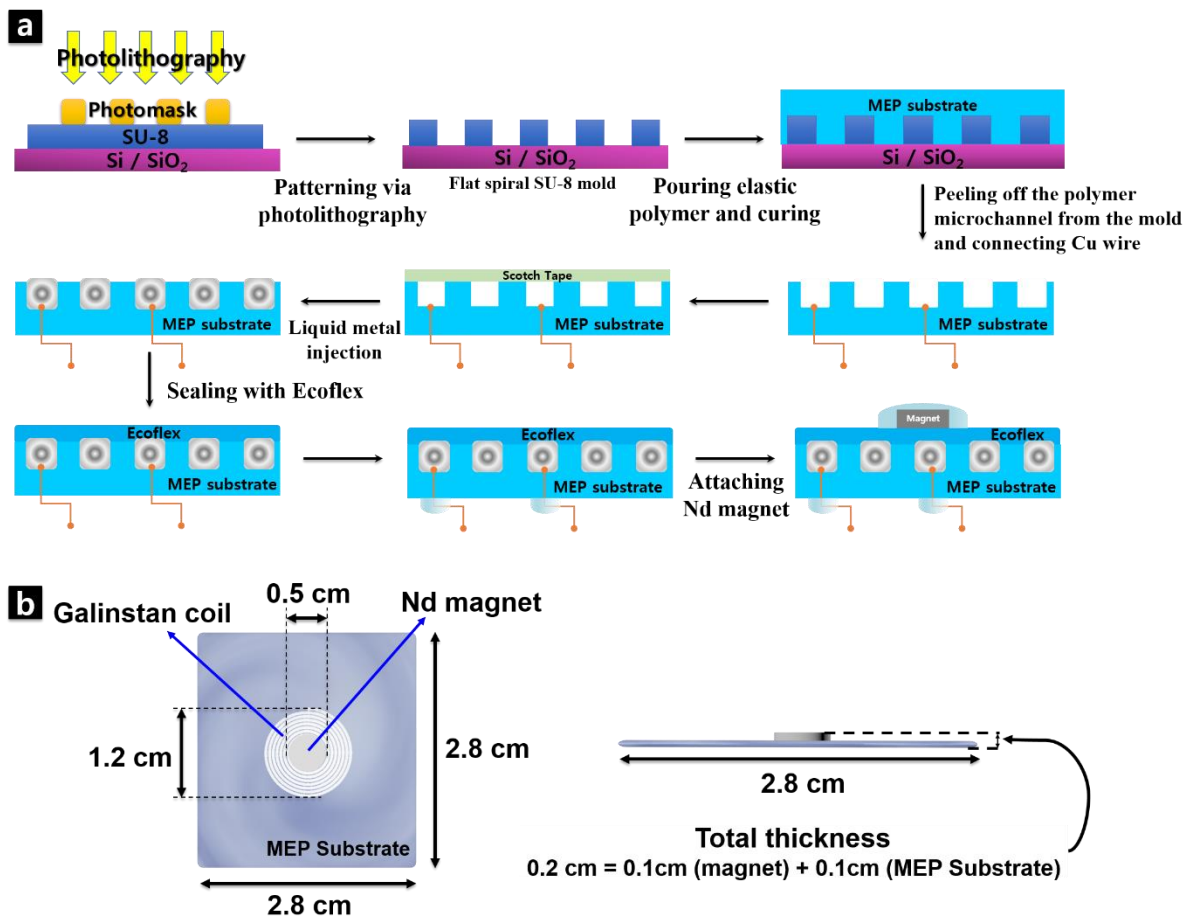 a
Photolithography
Photomask
SU-8
Si / SiO2
Patterning via
photolithography
Si / SiO2
Flat spiral SU-8 mold
Pouring elastic
polymer and curing
MEP substrate
Si / SiO2
Peeling off the polymer
microchannel from the mold
and connecting Cu wire
MEP substrate
Scotch Tape
MEP substrate
Liquid metal
injection
MEP substrate
Sealing with Ecoflex
Ecoflex
MEP substrate
Ecoflex
MEP substrate
Attaching
Nd magnet
Magnet
Ecoflex
MEP substrate
b
0.5 cm
Galinstan coil
Nd magnet
1.2 cm
2.8 cm
MEP Substrate
2.8 cm
2.8 cm
Total thickness
0.2 cm = 0.1cm (magnet) + 0.1cm (MEP Substrate)